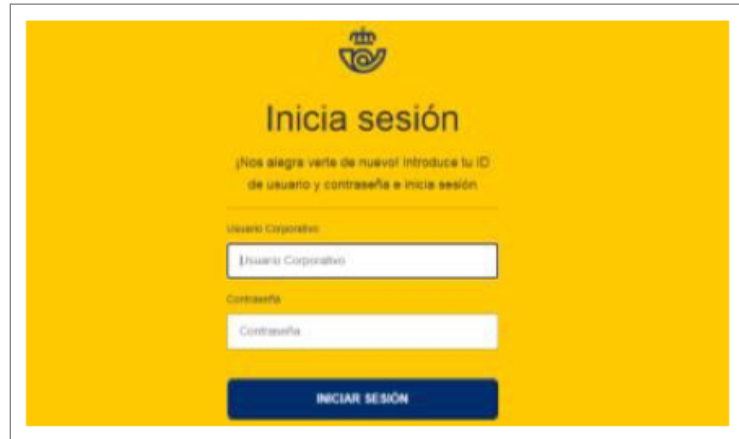 Inicia sesión
¡Nos alegra verte de nuevo! Introduce tu ID
de usuario y contraseña e inicia sesión
Usuario Corporativo
Usuario Corporativo
Contraseña
Contraseña
INICIAR SESIÓN